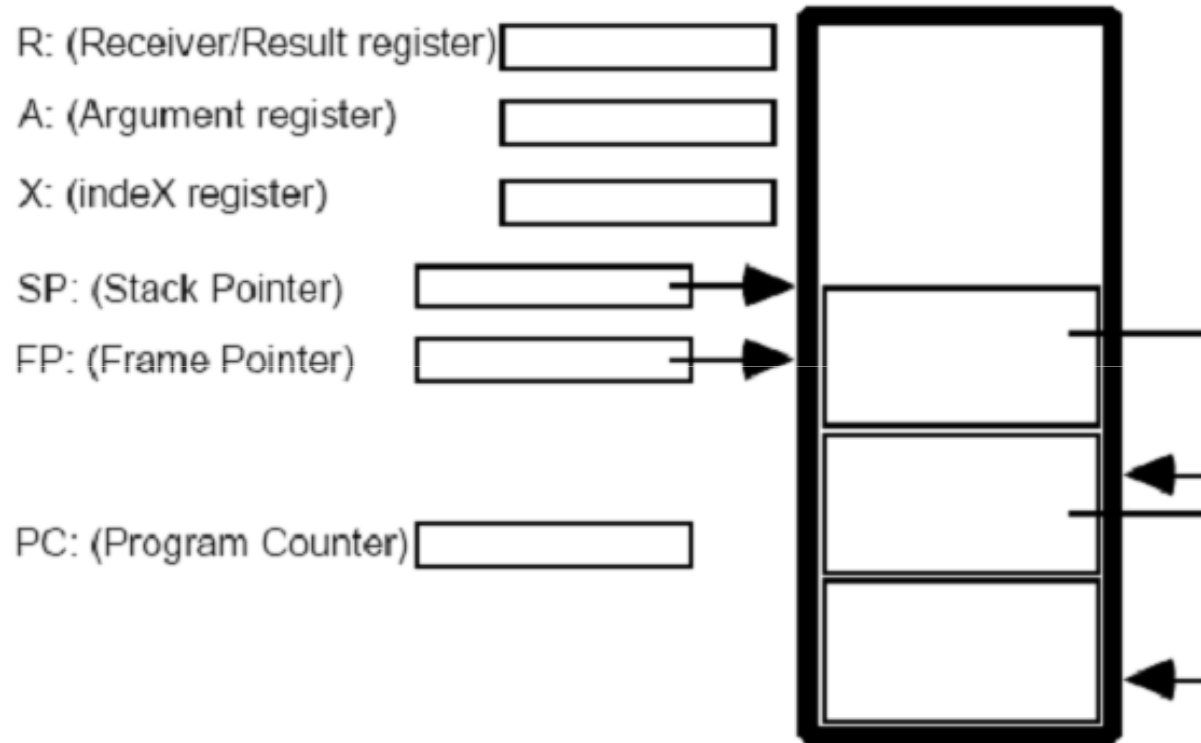 R: (Receiver/Result register)
A: (Argument register)
X: (indeX register)
SP: (Stack Pointer)
FP: (Frame Pointer)
PC: (Program Counter)